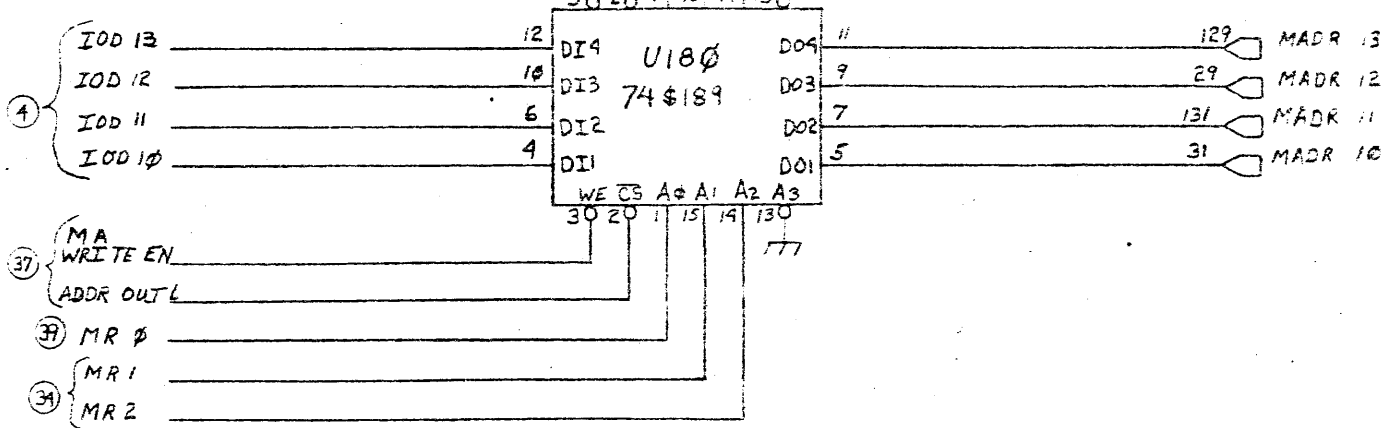 IOD 13 12 DI4 U18Ø DO4 11 129 MADR 13
IOD 12 1Ø DI3 74S189 DO3 9 29 MADR 12
4 IOD 11 6 DI2 DO2 7 131 MADR 11
IOD 1Ø 4 DI1 DO1 5 31 MADR 1Ø
WE CS AØ A1 A2 A3
3 2 1 15 14 13
MA
37 WRITE EN
ADDR OUT L
39 MR Ø
MR 1
34
MR 2